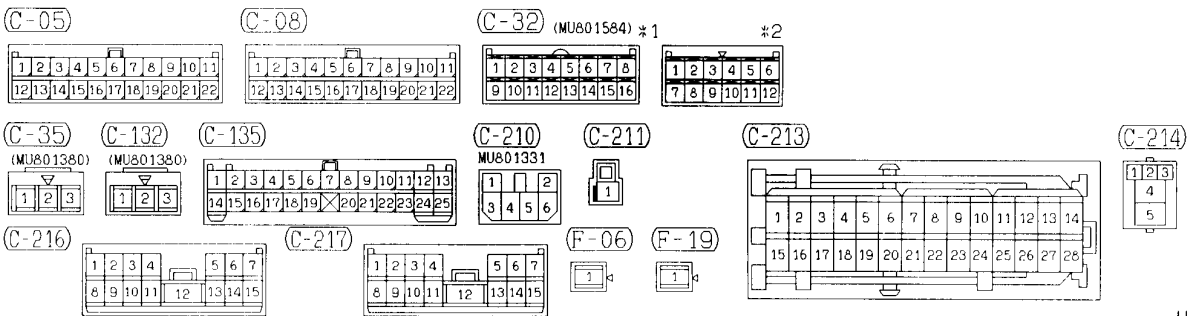 (C-05) (C-08) (C-32) (MU801584) *1 *2
1 2 3 4 5 6 7 8 9 10 11
12 13 14 15 16 17 18 19 20 21 22
1 2 3 4 5 6 7 8 9 10 11
12 13 14 15 16 17 18 19 20 21 22
1 2 3 4 5 6 7 8
9 10 11 12 13 14 15 16
1 2 3 4 5 6
7 8 9 10 11 12
(C-35) (C-132) (C-135) (C-210) (C-211) (C-213) (C-214)
(MU801380) (MU801380) MU801331
1 2 3
1 2 3
1 2 3 4 5 6 7 8 9 10 11 12 13
14 15 16 17 18 19 20 21 22 23 24 25
1 2
3 4 5 6
1
1 2 3 4 5 6 7 8 9 10 11 12 13 14
15 16 17 18 19 20 21 22 23 24 25 26 27 28
1 2 3
4
5
(C-216) (C-217) (F-06) (F-19)
1 2 3 4 5 6 7
8 9 10 11 12 13 14 15
1 2 3 4 5 6 7
8 9 10 11 12 13 14 15
1
1